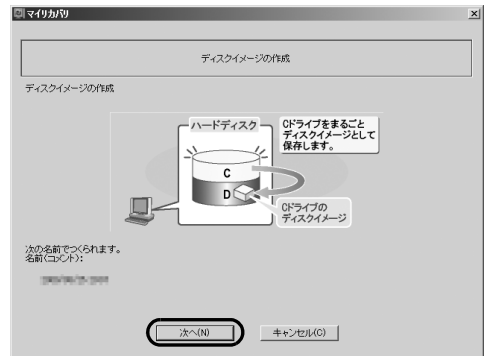 マイリカバリ
ディスクイメージの作成
ディスクイメージの作成
ハードディスク
Cドライブをまるごと
ディスクイメージとして
保存します。
C
D
Cドライブの
ディスクイメージ
次の名前でつくられます。
名前(コメント):
次へ(N)
キャンセル(C)